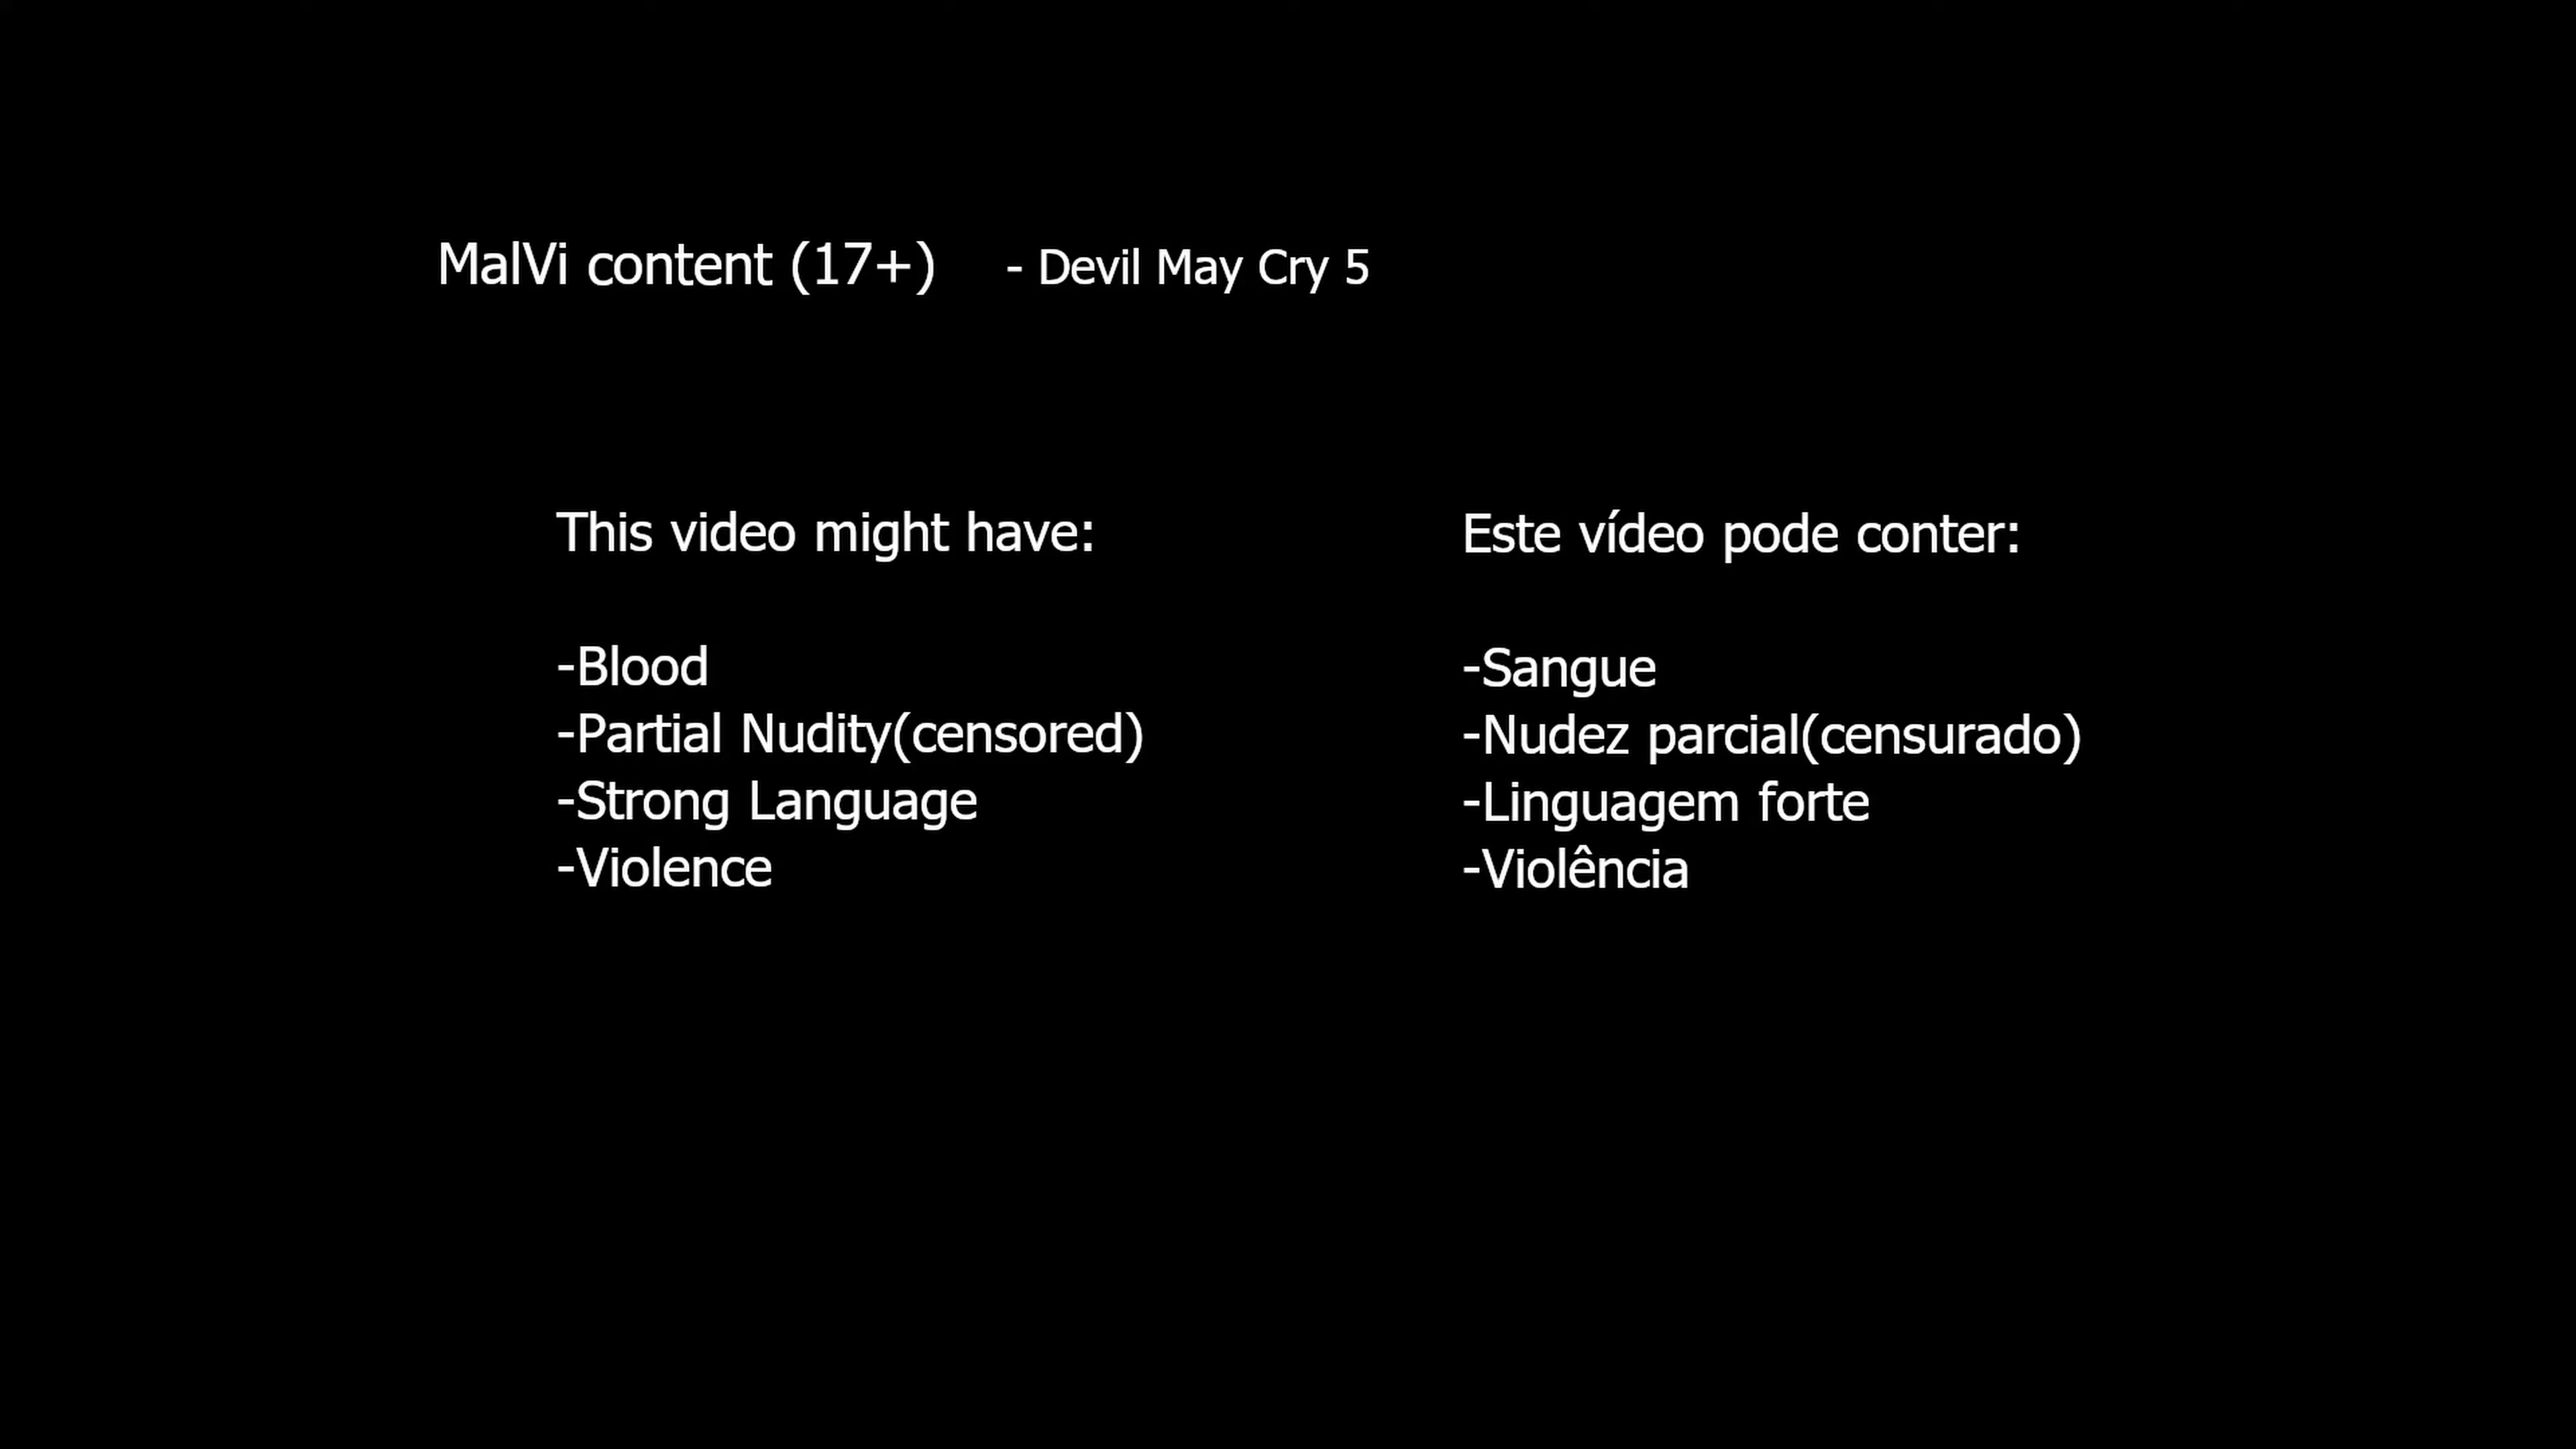 MalVi content (17+) - Devil May Cry 5
This video might have:
-Blood
-Partial Nudity(censored)
-Strong Language
-Violence
Este vídeo pode conter:
-Sangue
-Nudez parcial(censurado)
-Linguagem forte
-Violência